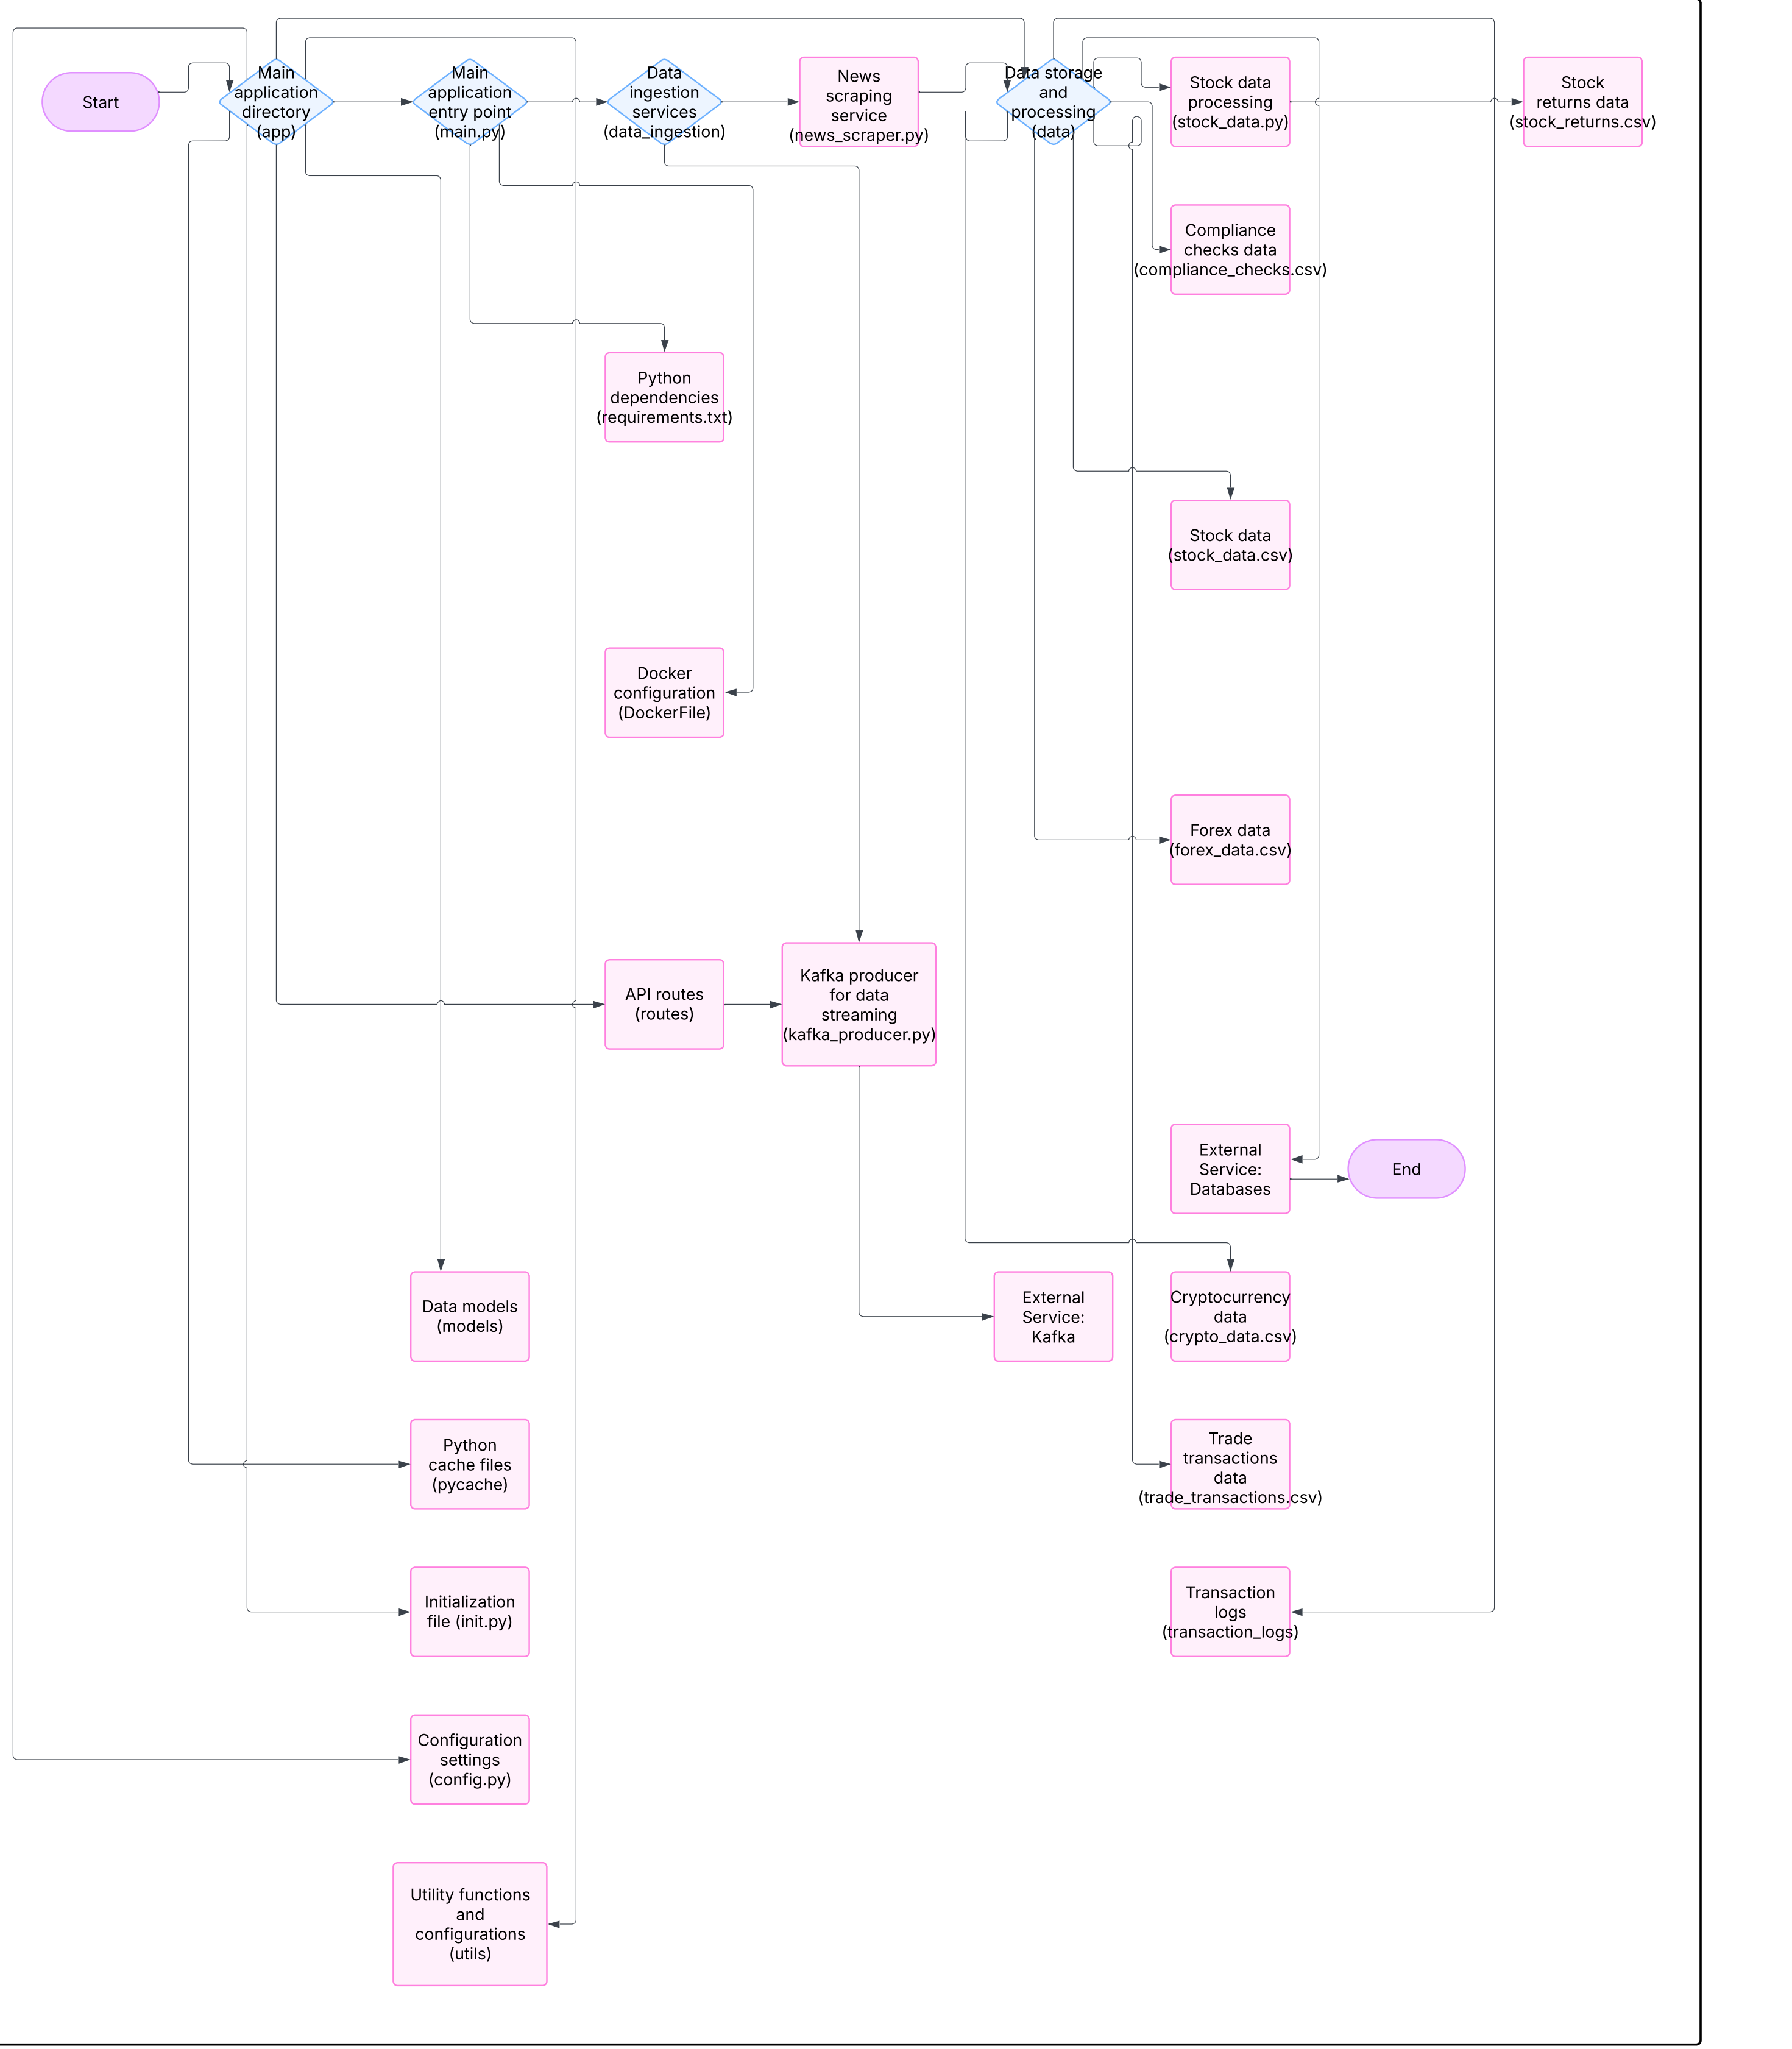 Start
Main
application
directory
(app)
Main
application
entry point
(main.py)
Data
ingestion
services
(data_ingestion)
News
scraping
service
(news_scraper.py)
Data storage
and
processing
(data)
Stock data
processing
(stock_data.py)
Stock
returns data
(stock_returns.csv)
Compliance
checks data
(compliance_checks.csv)
Python
dependencies
(requirements.txt)
Stock data
(stock_data.csv)
Docker
configuration
(DockerFile)
Forex data
(forex_data.csv)
API routes
(routes)
Kafka producer
for data
streaming
(kafka_producer.py)
External
Service:
Databases
End
Data models
(models)
External
Service:
Kafka
Cryptocurrency
data
(crypto_data.csv)
Python
cache files
(pycache)
Trade
transactions
data
(trade_transactions.csv)
Initialization
file (init.py)
Transaction
logs
(transaction_logs)
Configuration
settings
(config.py)
Utility functions
and
configurations
(utils)